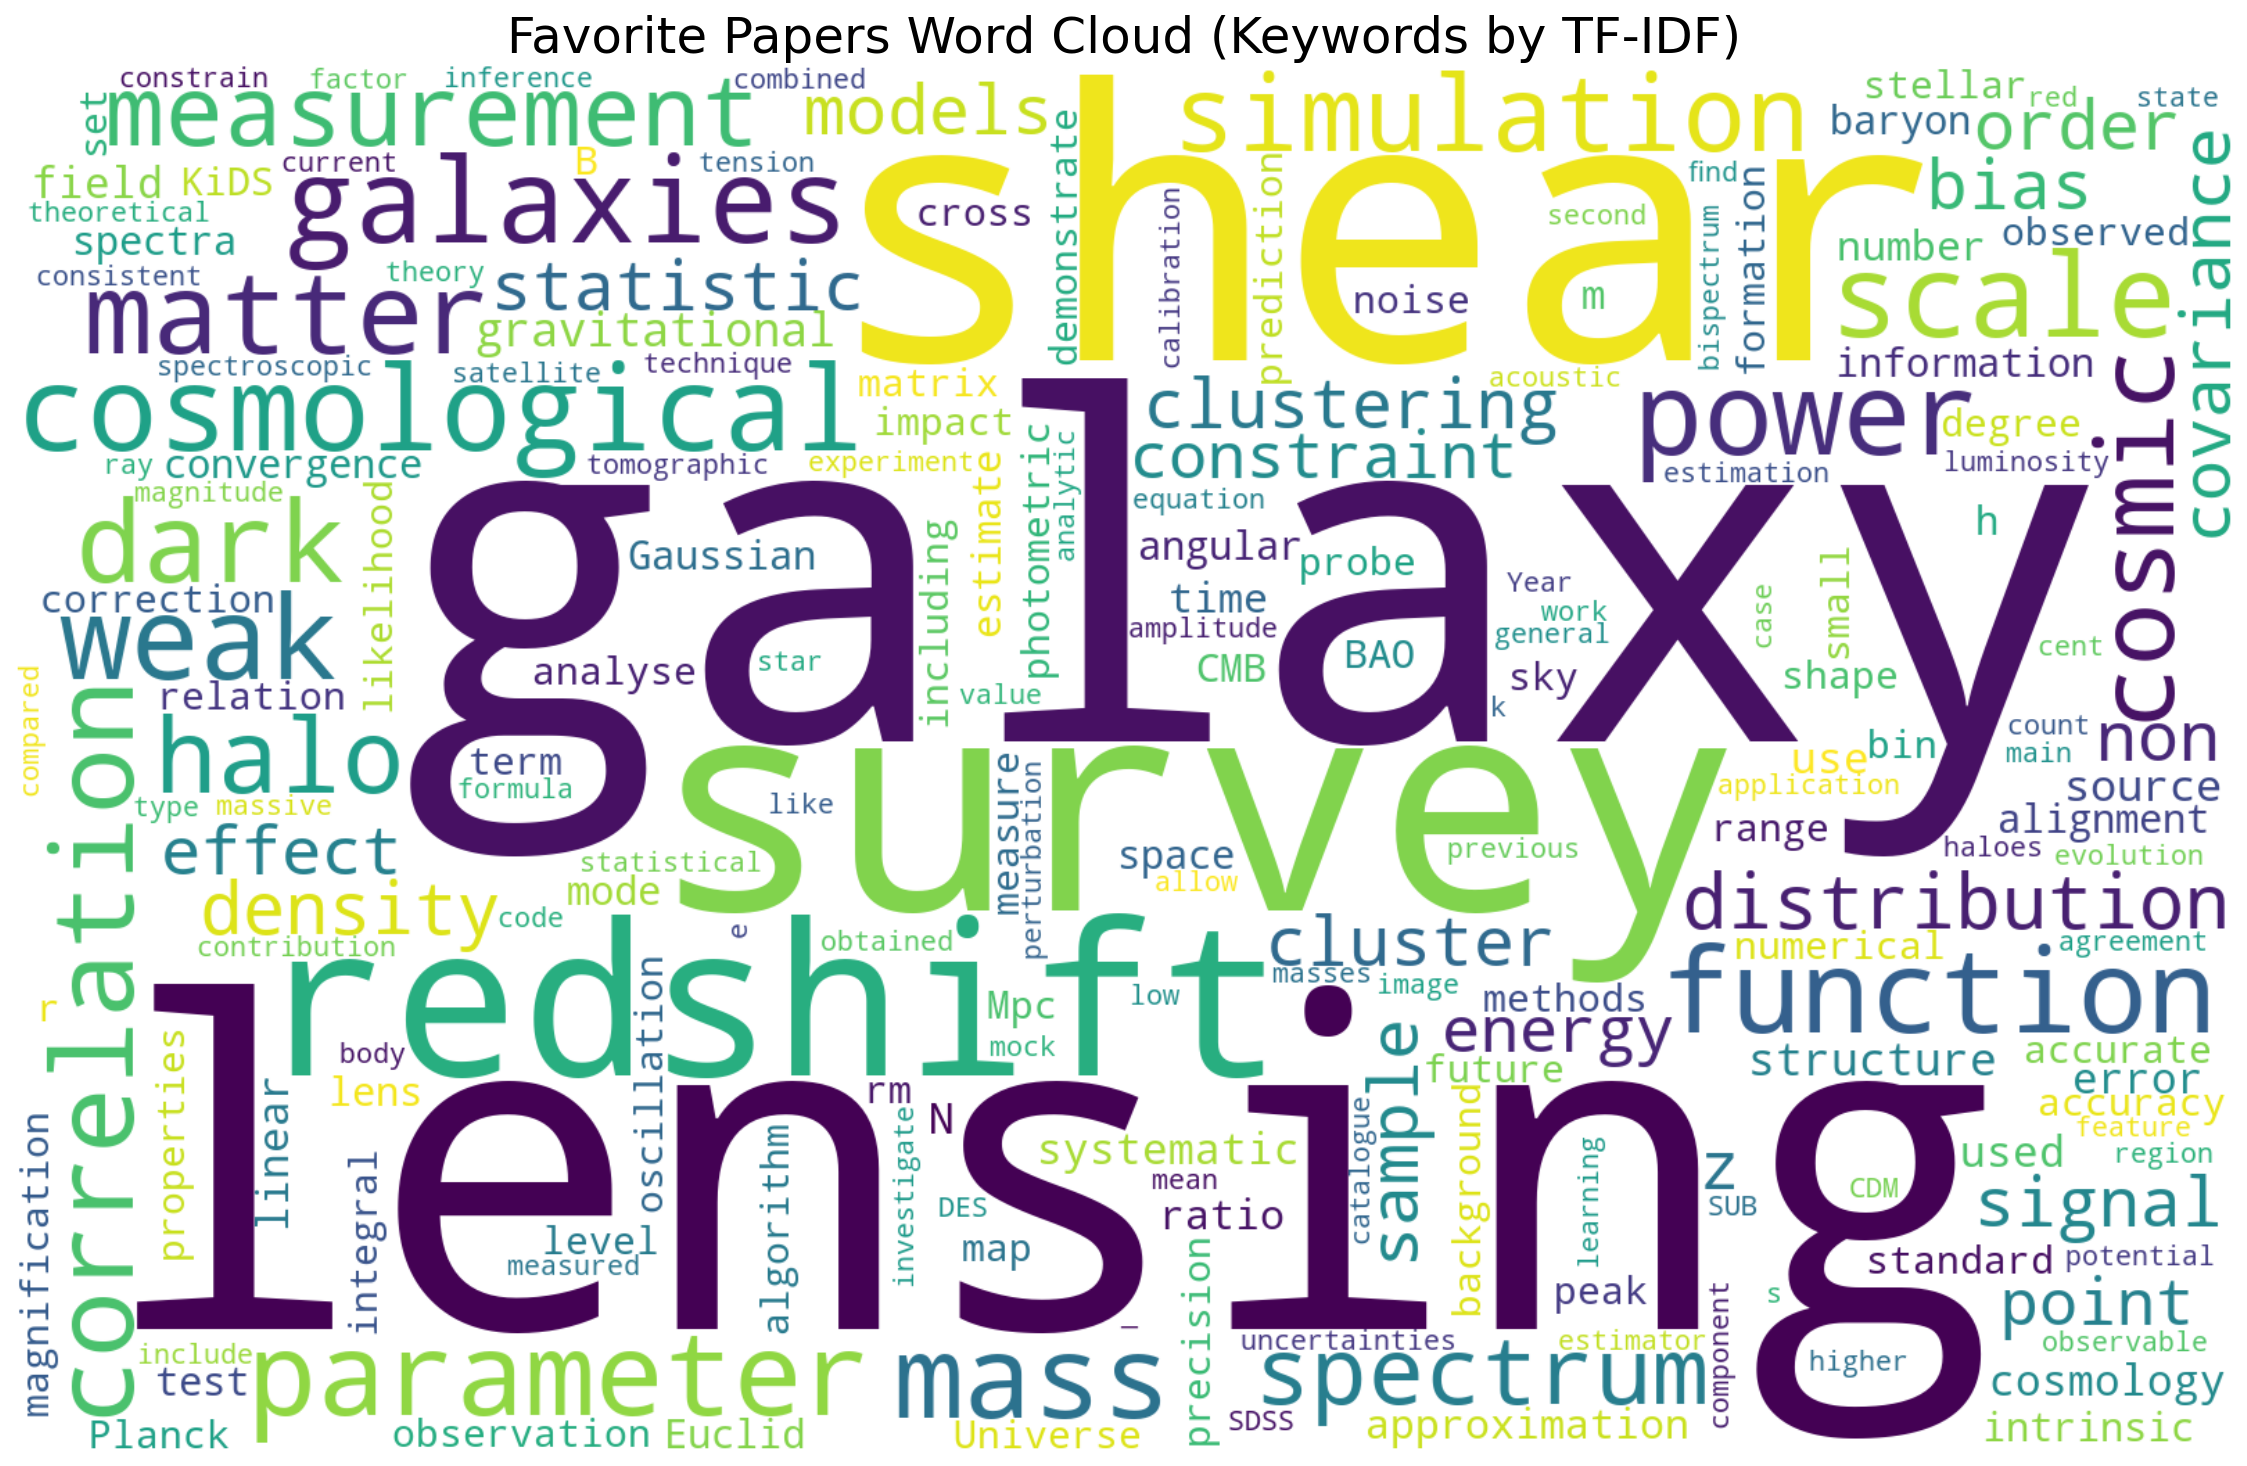 Favorite Papers Word Cloud (Keywords by TF-IDF)
constrain
factor
inference
combined
measurement
models
simulation
stellar
red
state
set
baryon
order
field
KiDS
current
B
tension
galaxies
shear
cross
demonstrate
calibration
prediction
second
find
bias
covariance
theoretical
spectra
consistent
theory
statistic
matter
gravitational
noise
m
bispectrum
formation
number
observed
scale
information
spectroscopic
satellite
technique
cosmological
matrix
impact
clustering
constraint
acoustic
power
degree
cosmic
ray
convergence
tomographic
experiment
estimation
luminosity
magnitude
dark
likelihood
galaxy
Gaussian
including
estimate
photometric
analytic
equation
angular
probe
time
amplitude
Year
work
general
case
small
h
correction
weak
relation
analyse
star
value
CMB
BAO
sky
k
shape
cent
compared
correlation
halo
term
formula
like
survey
measure
perturbation
space
allow
previous
use
bin
count
main
non
application
source
range
alignment
haloes
evolution
type
massive
effect
statistical
mode
density
code
contribution
e
obtained
distribution
cluster
numerical
agreement
redshift
masses
image
low
Mpc
mock
methods
function
energy
future
structure
accurate
error
accuracy
feature
r
properties
body
lens
oscillation
rm
N
lensing
linear
integral
algorithm
investigate
magnification
systematic
mean
DES
ratio
map
catalogue
sample
background
learning
z
SUB
CDM
used
region
signal
standard
potential
level
measured
precision
peak
component
s
point
observable
include
test
parameter
mass
_
uncertainties
estimator
spectrum
higher
cosmology
Planck
observation
Euclid
Universe
SDSS
approximation
intrinsic